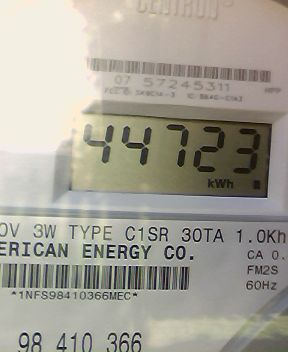 CENTRON
07 57245311
44723
kWh
0V 3W TYPE C1SR 30TA 1.0Kh
ERICAN ENERGY CO.
CA 0.
FM2S
60Hz
*1NFS98410366MEC*
98 410 366